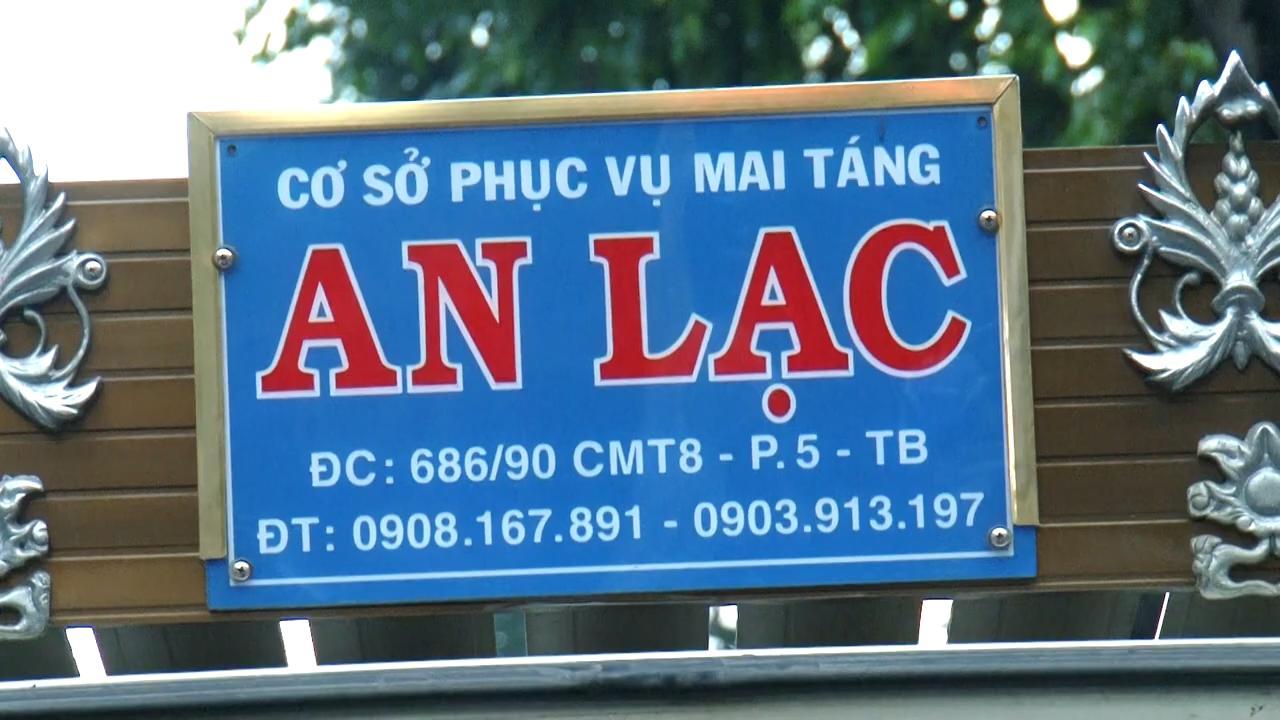 CƠ SỞ PHỤC VỤ MAI TÁNG
AN LẠC
ĐC: 686/90 CMT8 - P.5 - TB
ĐT: 0908.167.891 - 0903.913.197